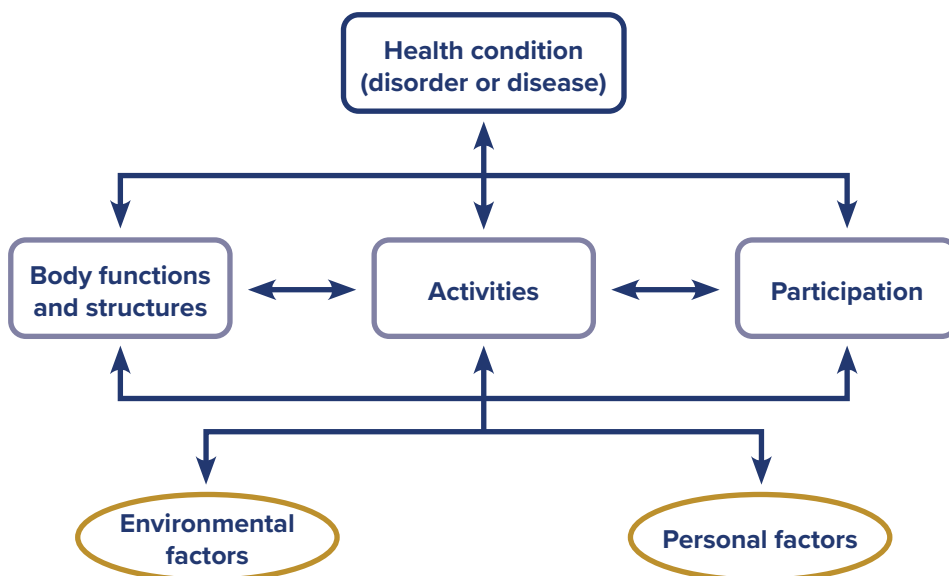 Health condition
(disorder or disease)
Body functions
and structures
Activities
Participation
Environmental
factors
Personal factors